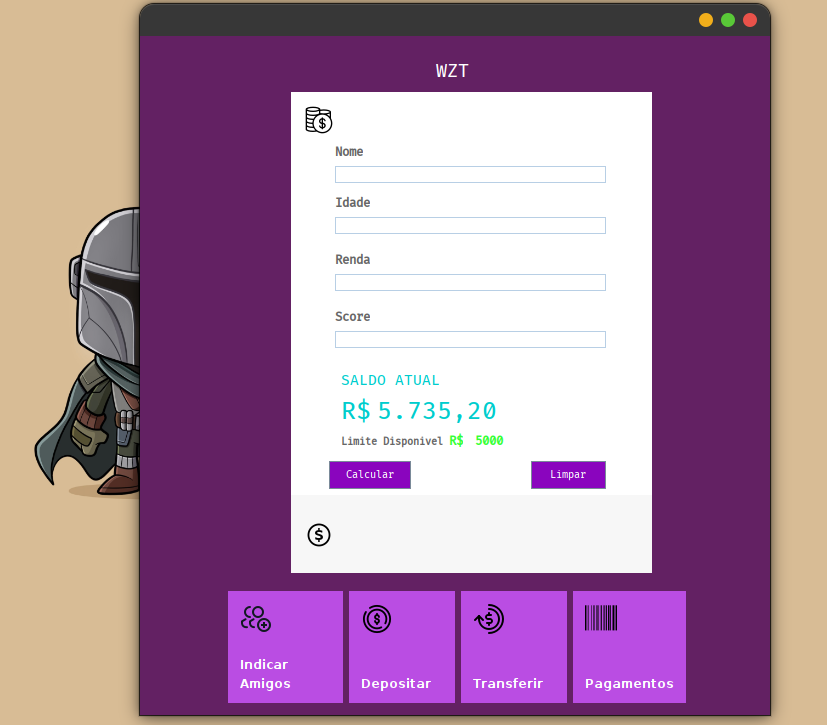 WZT
Nome
Idade
Renda
Score
SALDO ATUAL
R$ 5.735,20
Limite Disponivel R$ 5000
Calcular Limpar
Indicar
Amigos
Depositar
Transferir
Pagamentos